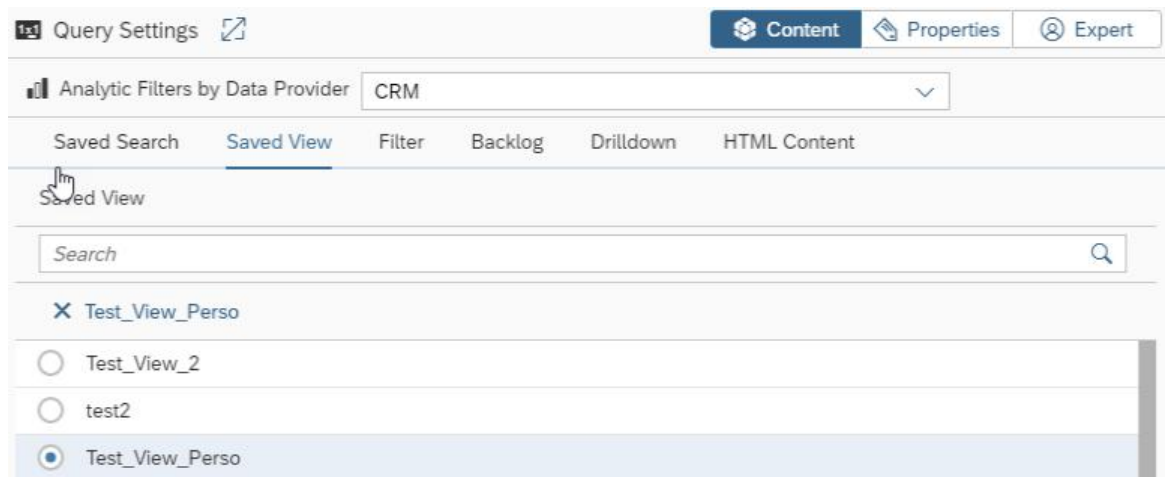 1x1 Query Settings Content Properties Expert
Analytic Filters by Data Provider CRM
Saved Search Saved View Filter Backlog Drilldown HTML Content
Saved View
Search
Test_View_Perso
Test_View_2
test2
Test_View_Perso